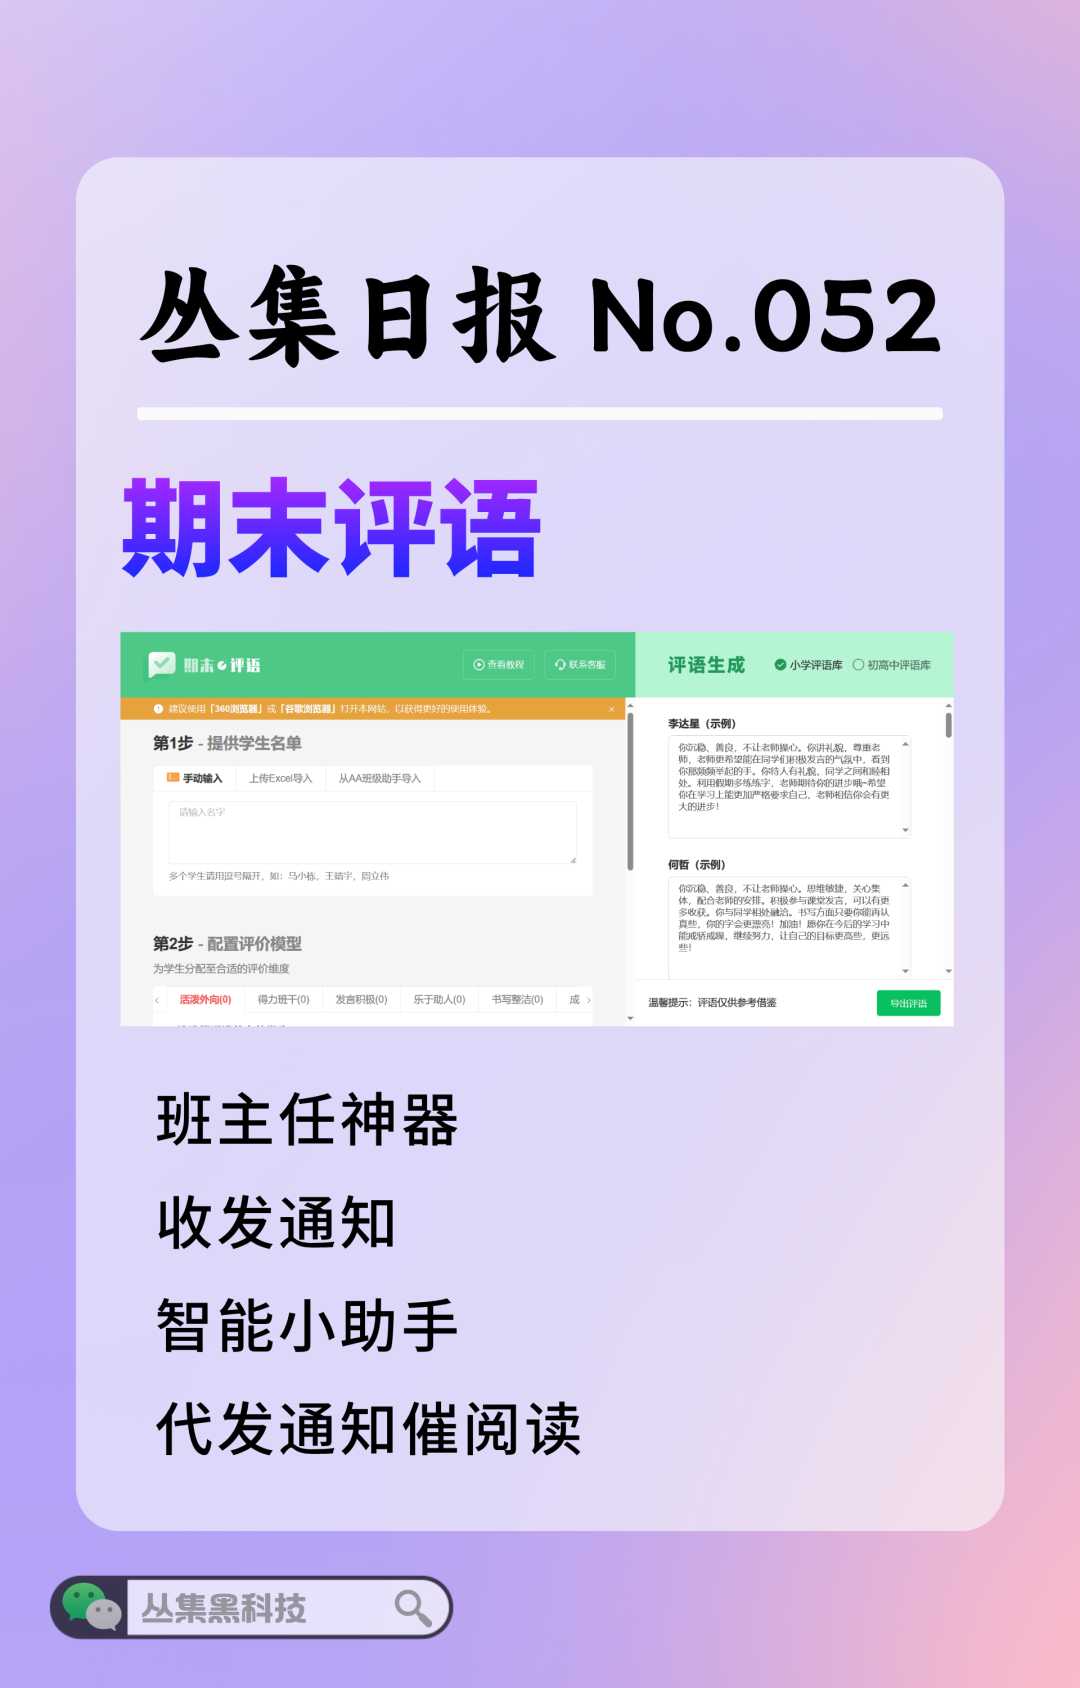 丛集日报 No.052
期末评语
期末评语
查看教程
联系客服
评语生成
小学评语库
初高中评语库
建议使用「360浏览器」或「谷歌浏览器」打开本网站，以获得更好的使用体验。
第1步 - 提供学生名单
手动输入
上传Excel导入
从AA班级助手导入
请输入名字
多个学生请用逗号隔开，如：马小栋，王婧宇，周立伟
第2步 - 配置评价模型
为学生分配至合适的评价维度
活泼外向(0)
得力班干(0)
发言积极(0)
乐于助人(0)
书写整洁(0)
成
李达星（示例）
你沉稳、善良，不让老师操心。你讲礼貌，尊重老
师，老师更希望能在同学们积极发言的气氛中，看到
你那频频举起的手。你待人有礼貌，同学之间和睦相
处。利用假期多练练字，老师期待你的进步哦~希望
你在学习上能更加严格要求自己，老师相信你会有更
大的进步！
何哲（示例）
你沉稳、善良，不让老师操心。思维敏捷，关心集
体，配合老师的安排。积极参与课堂发言，可以有更
多收获。你与同学相处融洽。书写方面只要你能再认
真些，你的字会更漂亮！加油！愿你在今后的学习中
能戒骄戒躁，继续努力，让自己的目标更高些，更远
些！
温馨提示：评语仅供参考借鉴
导出评语
班主任神器
收发通知
智能小助手
代发通知催阅读
丛集黑科技